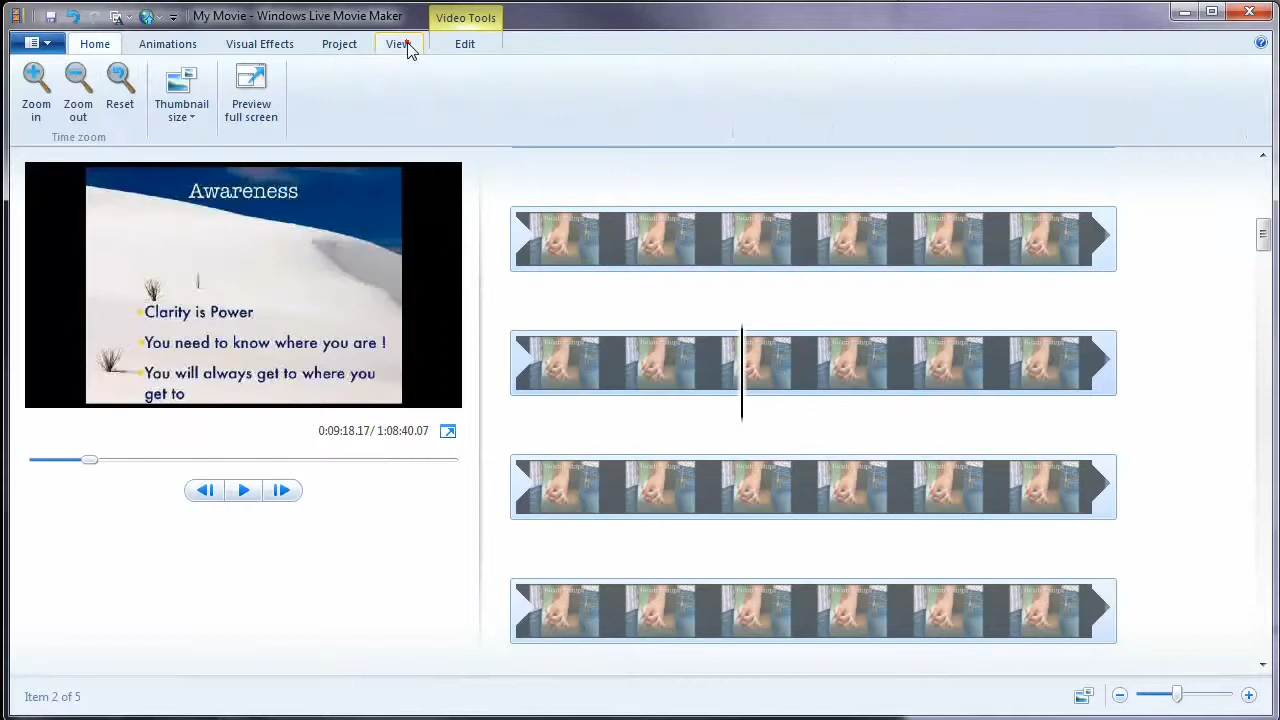 My Movie - Windows Live Movie Maker
Video Tools
Home
Animations
Visual Effects
Project
View
Edit
Zoom in
Zoom out
Reset
Thumbnail size
Preview full screen
Time zoom
Awareness
Clarity is Power
You need to know where you are !
You will always get to where you
get to
0:09:18.17/ 1:08:40.07
Item 2 of 5